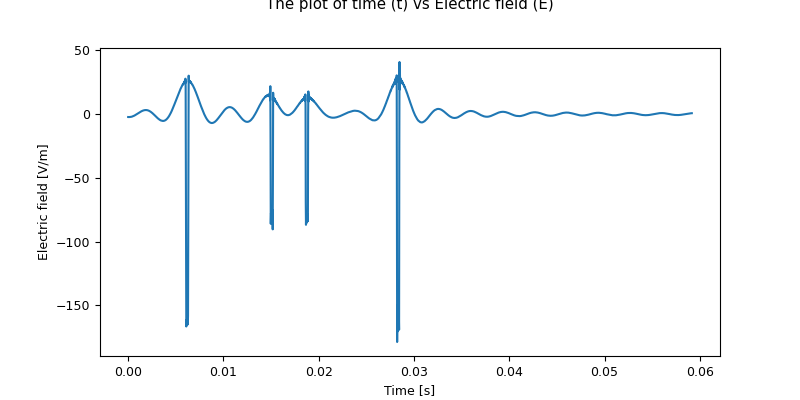 The plot of time (t) vs Electric field (E)
50
0
−50
−100
−150
Electric field [V/m]
0.00 0.01 0.02 0.03 0.04 0.05 0.06
Time [s]